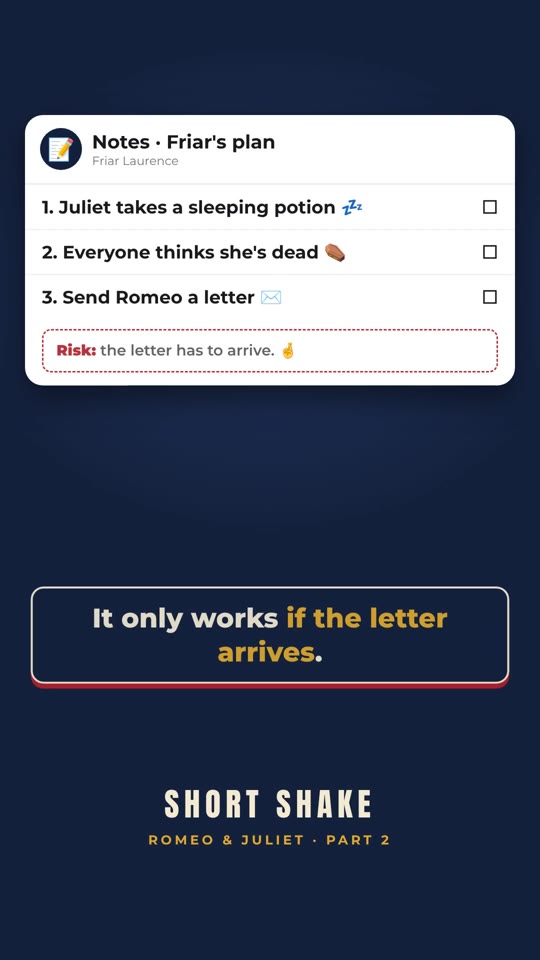 Notes · Friar's plan
Friar Laurence
1. Juliet takes a sleeping potion 💤
2. Everyone thinks she's dead ⚰️
3. Send Romeo a letter ✉️
Risk: the letter has to arrive. 🤞
It only works if the letter
arrives.
SHORT SHAKE
ROMEO & JULIET · PART 2